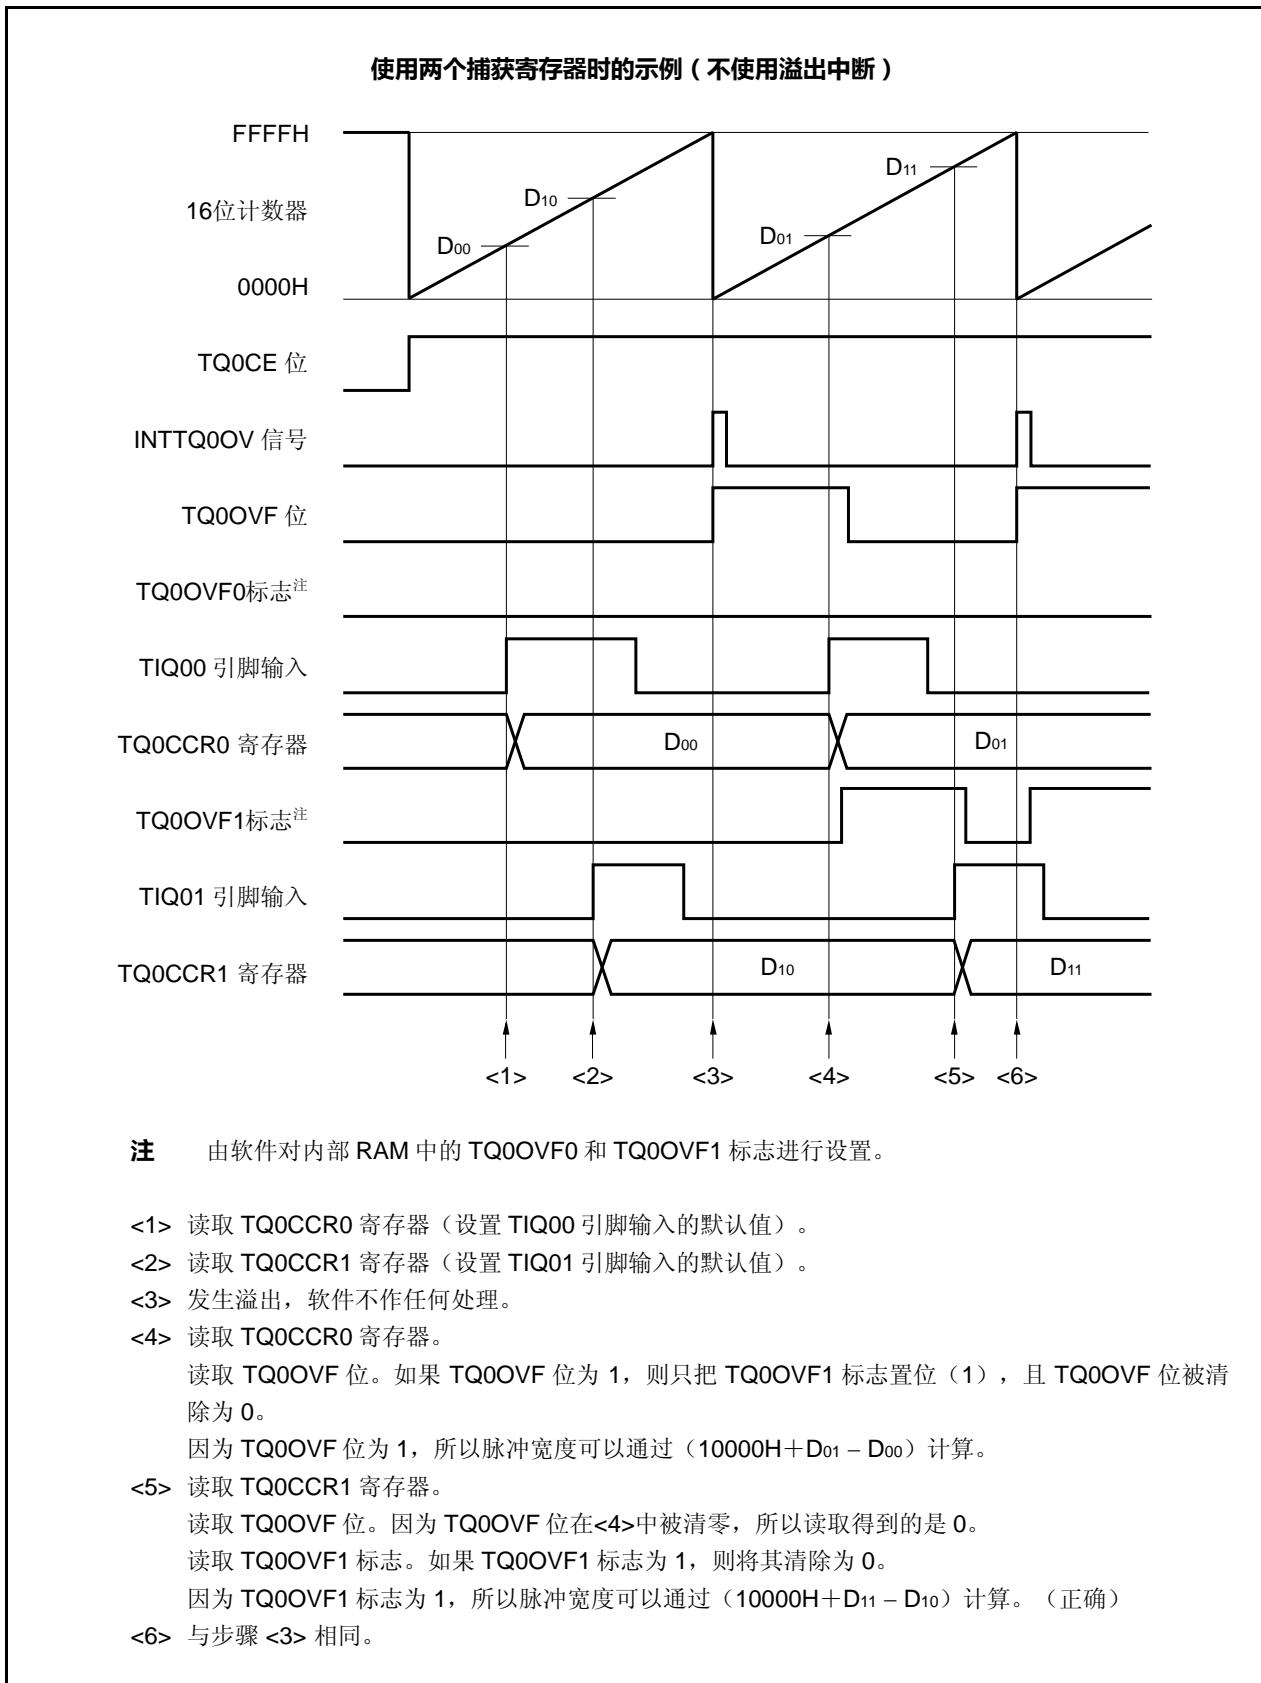 使用两个捕获寄存器时的示例（不使用溢出中断）
FFFFH
16位计数器
0000H
D00
D10
D01
D11
TQ0CE 位
INTTQ0OV 信号
TQ0OVF 位
TQ0OVF0标志注
TIQ00 引脚输入
TQ0CCR0 寄存器
D00
D01
TQ0OVF1标志注
TIQ01 引脚输入
TQ0CCR1 寄存器
D10
D11
<1> <2> <3> <4> <5> <6>
注 由软件对内部 RAM 中的 TQ0OVF0 和 TQ0OVF1 标志进行设置。
<1> 读取 TQ0CCR0 寄存器（设置 TIQ00 引脚输入的默认值）。
<2> 读取 TQ0CCR1 寄存器（设置 TIQ01 引脚输入的默认值）。
<3> 发生溢出，软件不作任何处理。
<4> 读取 TQ0CCR0 寄存器。
读取 TQ0OVF 位。如果 TQ0OVF 位为 1，则只把 TQ0OVF1 标志置位（1），且 TQ0OVF 位被清
除为 0。
因为 TQ0OVF 位为 1，所以脉冲宽度可以通过（10000H＋D01 – D00）计算。
<5> 读取 TQ0CCR1 寄存器。
读取 TQ0OVF 位。因为 TQ0OVF 位在<4>中被清零，所以读取得到的是 0。
读取 TQ0OVF1 标志。如果 TQ0OVF1 标志为 1，则将其清除为 0。
因为 TQ0OVF1 标志为 1，所以脉冲宽度可以通过（10000H＋D11 – D10）计算。（正确）
<6> 与步骤 <3> 相同。